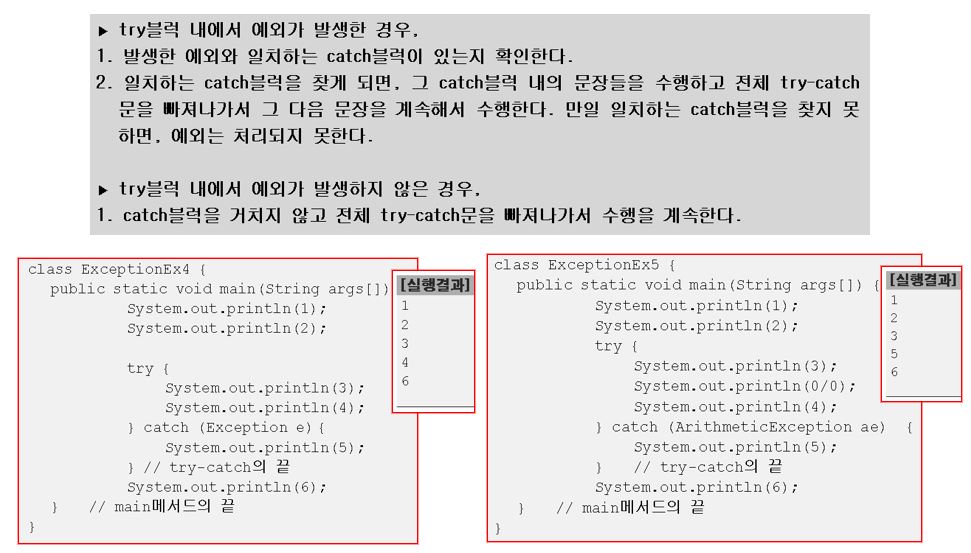 ▶ try블럭 내에서 예외가 발생한 경우,
1. 발생한 예외와 일치하는 catch블럭이 있는지 확인한다.
2. 일치하는 catch블럭을 찾게 되면, 그 catch블럭 내의 문장들을 수행하고 전체 try-catch
문을 빠져나가서 그 다음 문장을 계속해서 수행한다. 만일 일치하는 catch블럭을 찾지 못
하면, 예외는 처리되지 못한다.
▶ try블럭 내에서 예외가 발생하지 않은 경우,
1. catch블럭을 거치지 않고 전체 try-catch문을 빠져나가서 수행을 계속한다.
class ExceptionEx4 {
public static void main(String args[])
System.out.println(1);
System.out.println(2);
try {
System.out.println(3);
System.out.println(4);
} catch (Exception e) {
System.out.println(5);
} // try-catch의 끝
System.out.println(6);
} // main메서드의 끝
}
[실행결과]
1
2
3
4
6
class ExceptionEx5 {
public static void main(String args[]) {
System.out.println(1);
System.out.println(2);
try {
System.out.println(3);
System.out.println(0/0);
System.out.println(4);
} catch (ArithmeticException ae) {
System.out.println(5);
} // try-catch의 끝
System.out.println(6);
} // main메서드의 끝
}
[실행결과]
1
2
3
5
6